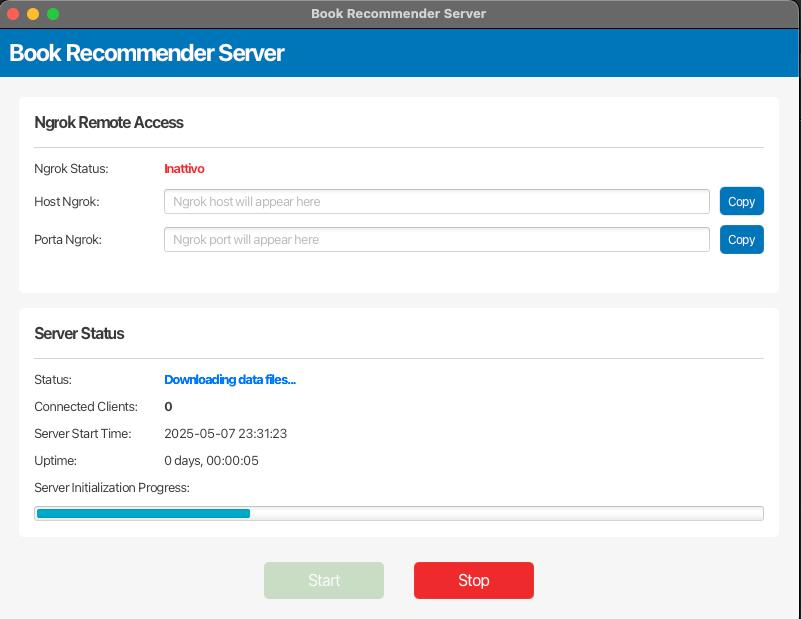 Book Recommender Server
Book Recommender Server
Ngrok Remote Access
Ngrok Status: Inattivo
Host Ngrok: Ngrok host will appear here Copy
Porta Ngrok: Ngrok port will appear here Copy
Server Status
Status: Downloading data files...
Connected Clients: 0
Server Start Time: 2025-05-07 23:31:23
Uptime: 0 days, 00:00:05
Server Initialization Progress:
Start Stop